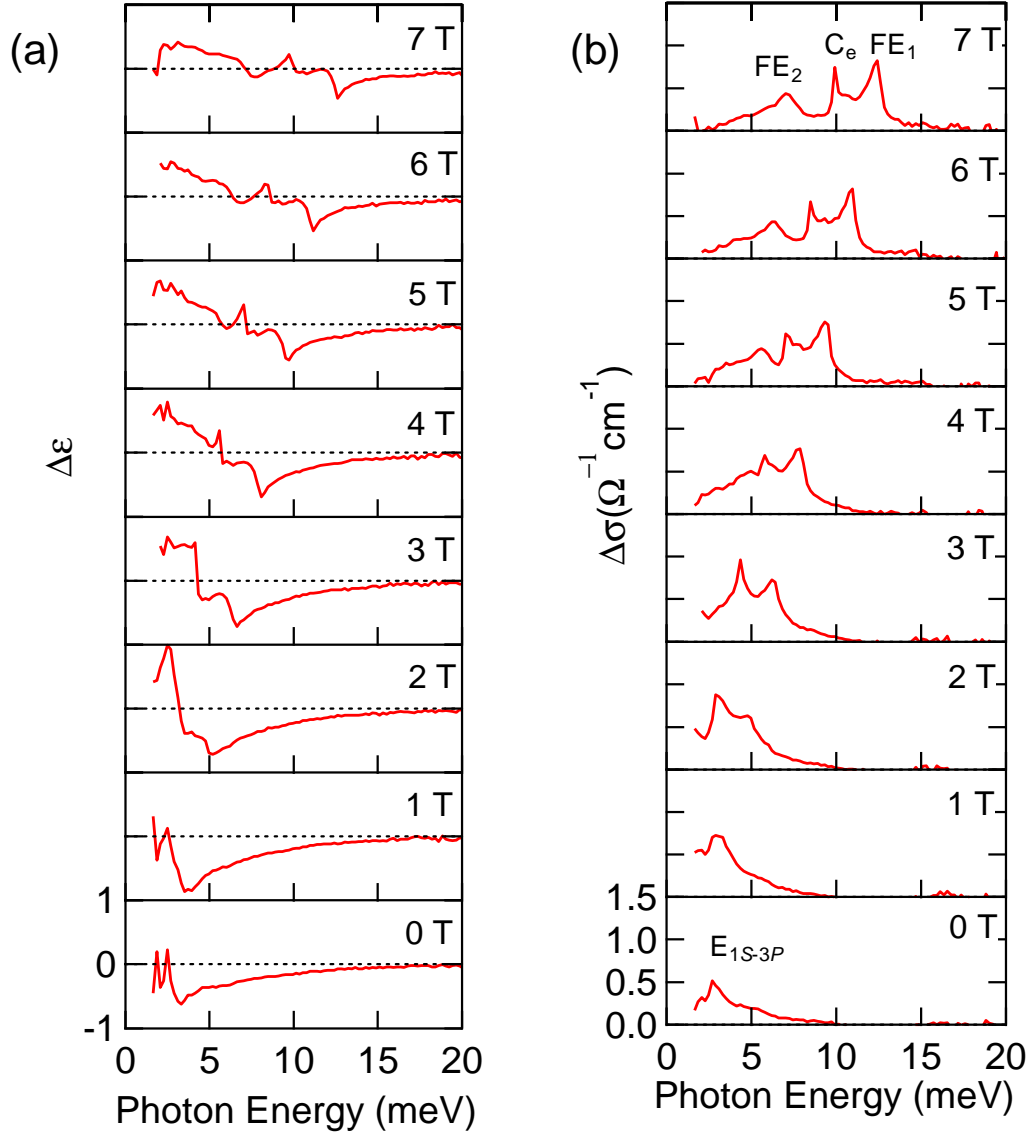 (a)
7 T
6 T
5 T
4 T
3 T
2 T
1 T
0 T
Δε
1
0
-1
0 5 10 15 20
Photon Energy (meV)
(b)
7 T
FE2
Ce
FE1
6 T
5 T
4 T
3 T
2 T
1 T
0 T
E1S-3P
Δσ(Ω−1 cm-1)
1.5
1.0
0.5
0.0
0 5 10 15 20
Photon Energy (meV)